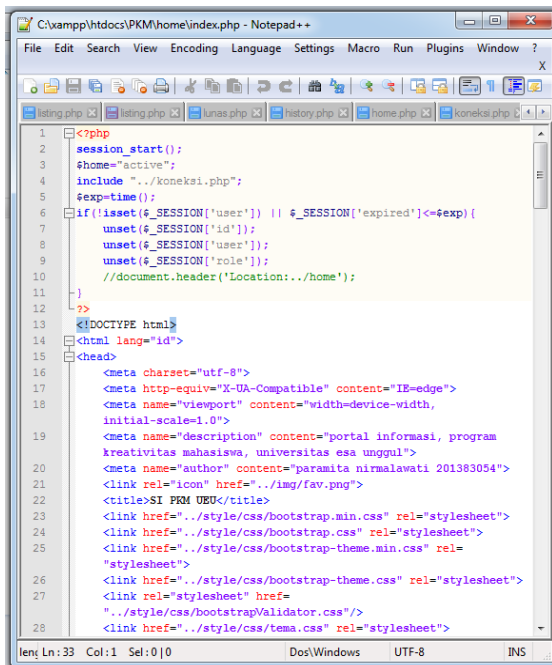 C:\xampp\htdocs\PKM\home\index.php - Notepad++
File Edit Search View Encoding Language Settings Macro Run Plugins Window ?
X
listing.php listing.php lunas.php history.php home.php koneksi.php
1 <?php
2 session_start();
3 $home="active";
4 include "../koneksi.php";
5 $exp=time();
6 if(!isset($_SESSION['user']) || $_SESSION['expired']<=$exp){
7 unset($_SESSION['id']);
8 unset($_SESSION['user']);
9 unset($_SESSION['role']);
10 //document.header('Location:../home');
11 }
12 ?>
13 <!DOCTYPE html>
14 <html lang="id">
15 <head>
16 <meta charset="utf-8">
17 <meta http-equiv="X-UA-Compatible" content="IE=edge">
18 <meta name="viewport" content="width=device-width,
initial-scale=1.0">
19 <meta name="description" content="portal informasi, program
kreativitas mahasiswa, universitas esa unggul">
20 <meta name="author" content="paramita nirmalawati 201383054">
21 <link rel="icon" href="../img/fav.png">
22 <title>SI PKM UEU</title>
23 <link href="../style/css/bootstrap.min.css" rel="stylesheet">
24 <link href="../style/css/bootstrap.css" rel="stylesheet">
25 <link href="../style/css/bootstrap-theme.min.css" rel=
"stylesheet">
26 <link href="../style/css/bootstrap-theme.css" rel="stylesheet">
27 <link rel="stylesheet" href=
"../style/css/bootstrapValidator.css"/>
28 <link href="../style/css/tema.css" rel="stylesheet">
leng Ln : 33 Col : 1 Sel : 0 | 0 Dos\Windows UTF-8 INS